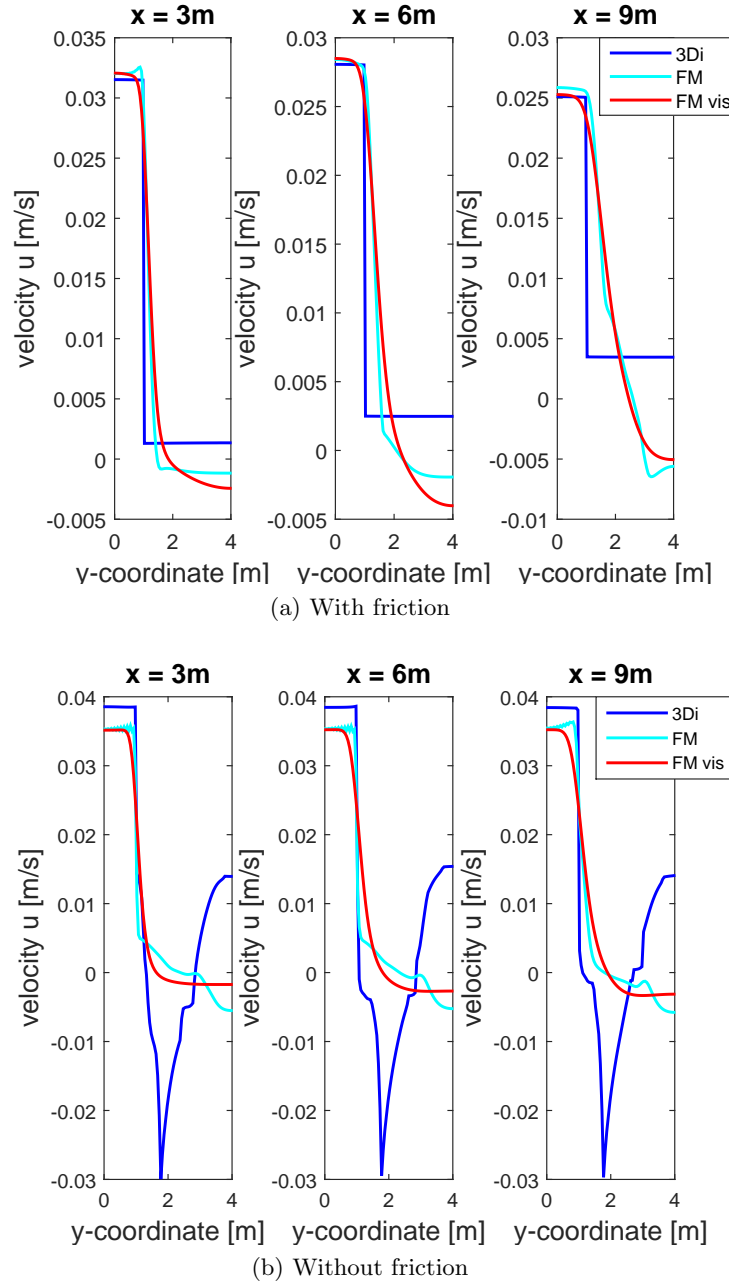 x = 3m
x = 6m
x = 9m
0.035
0.03
0.025
0.02
0.015
0.01
0.005
0
-0.005
0.03
0.025
0.02
0.015
0.01
0.005
0
-0.005
0.03
0.025
0.02
0.015
0.01
0.005
0
-0.005
-0.01
velocity u [m/s]
velocity u [m/s]
velocity u [m/s]
3Di
FM
FM vis
0 2 4
0 2 4
0 2 4
y-coordinate [m]
y-coordinate [m]
y-coordinate [m]
(a) With friction
x = 3m
x = 6m
x = 9m
0.04
0.03
0.02
0.01
0
-0.01
-0.02
-0.03
0.04
0.03
0.02
0.01
0
-0.01
-0.02
-0.03
0.04
0.03
0.02
0.01
0
-0.01
-0.02
-0.03
velocity u [m/s]
velocity u [m/s]
velocity u [m/s]
3Di
FM
FM vis
0 2 4
0 2 4
0 2 4
y-coordinate [m]
y-coordinate [m]
y-coordinate [m]
(b) Without friction